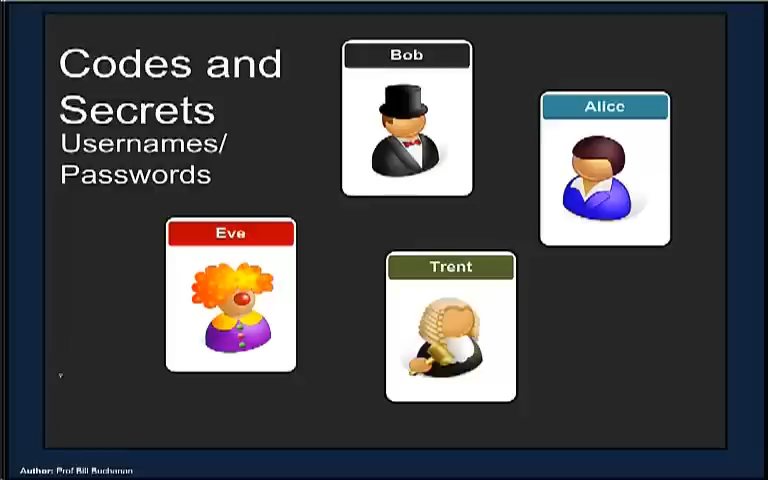 Codes and
Secrets
Usernames/
Passwords
Bob
Alice
Eve
Trent
Author: Prof Bill Buchanan